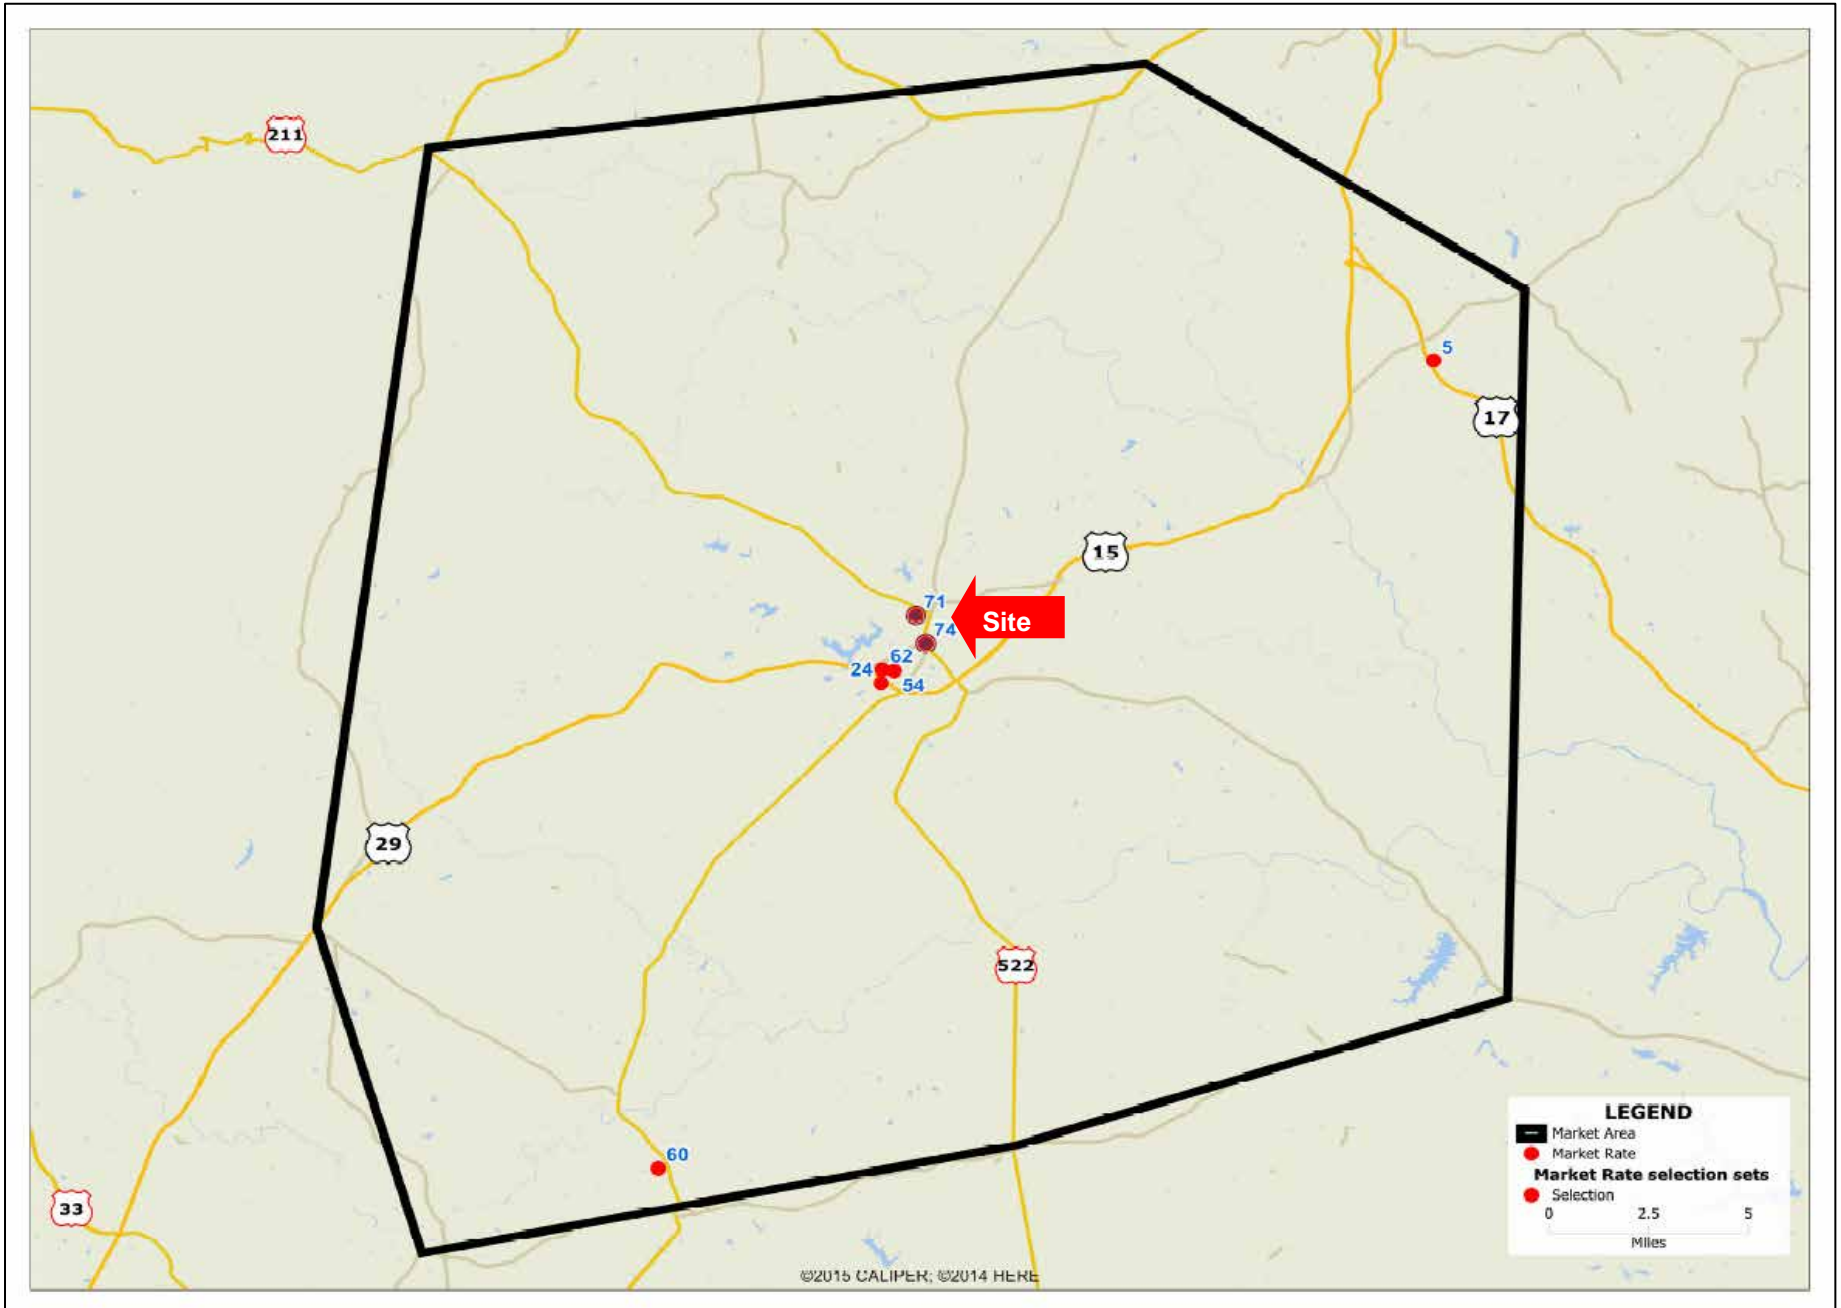 211
5
17
15
71
Site
74
62
24
54
29
522
60
33
LEGEND
Market Area
Market Rate
Market Rate selection sets
Selection
0 2.5 5
Miles
©2015 CALIPER; ©2014 HERE